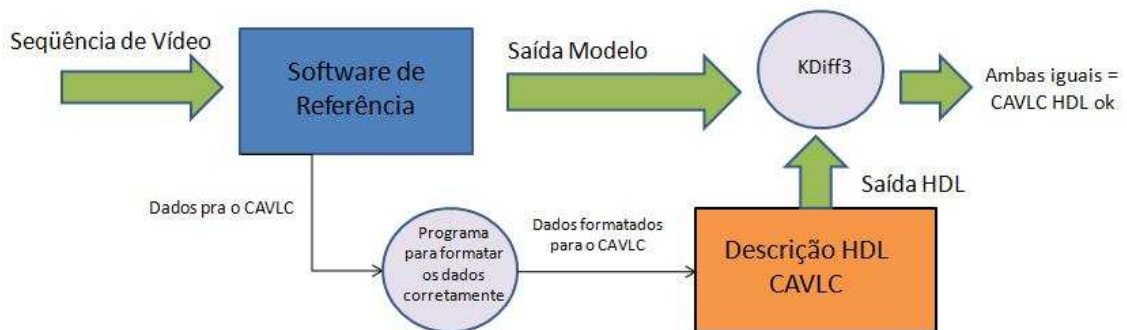 Seqüência de Vídeo
Software de
Referência
Saída Modelo
KDiff3
Ambas iguais =
CAVLC HDL ok
Saída HDL
Dados pra o CAVLC
Programa
para formatar
os dados
corretamente
Dados formatados
para o CAVLC
Descrição HDL
CAVLC